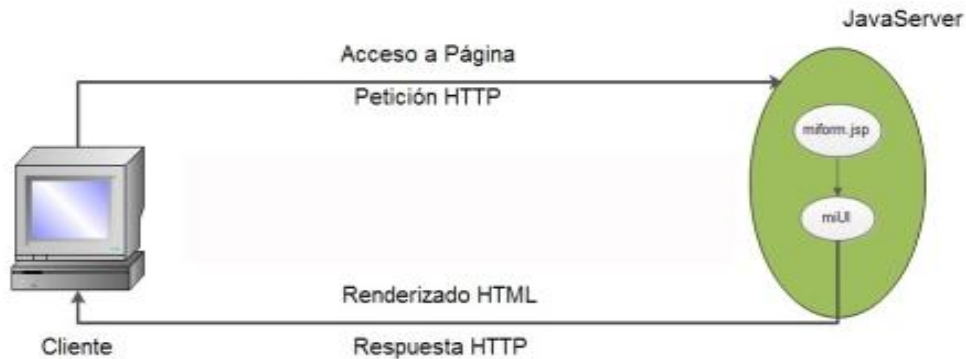 JavaServer
Acceso a Página
Petición HTTP
miform.jsp
miUI
Renderizado HTML
Respuesta HTTP
Cliente